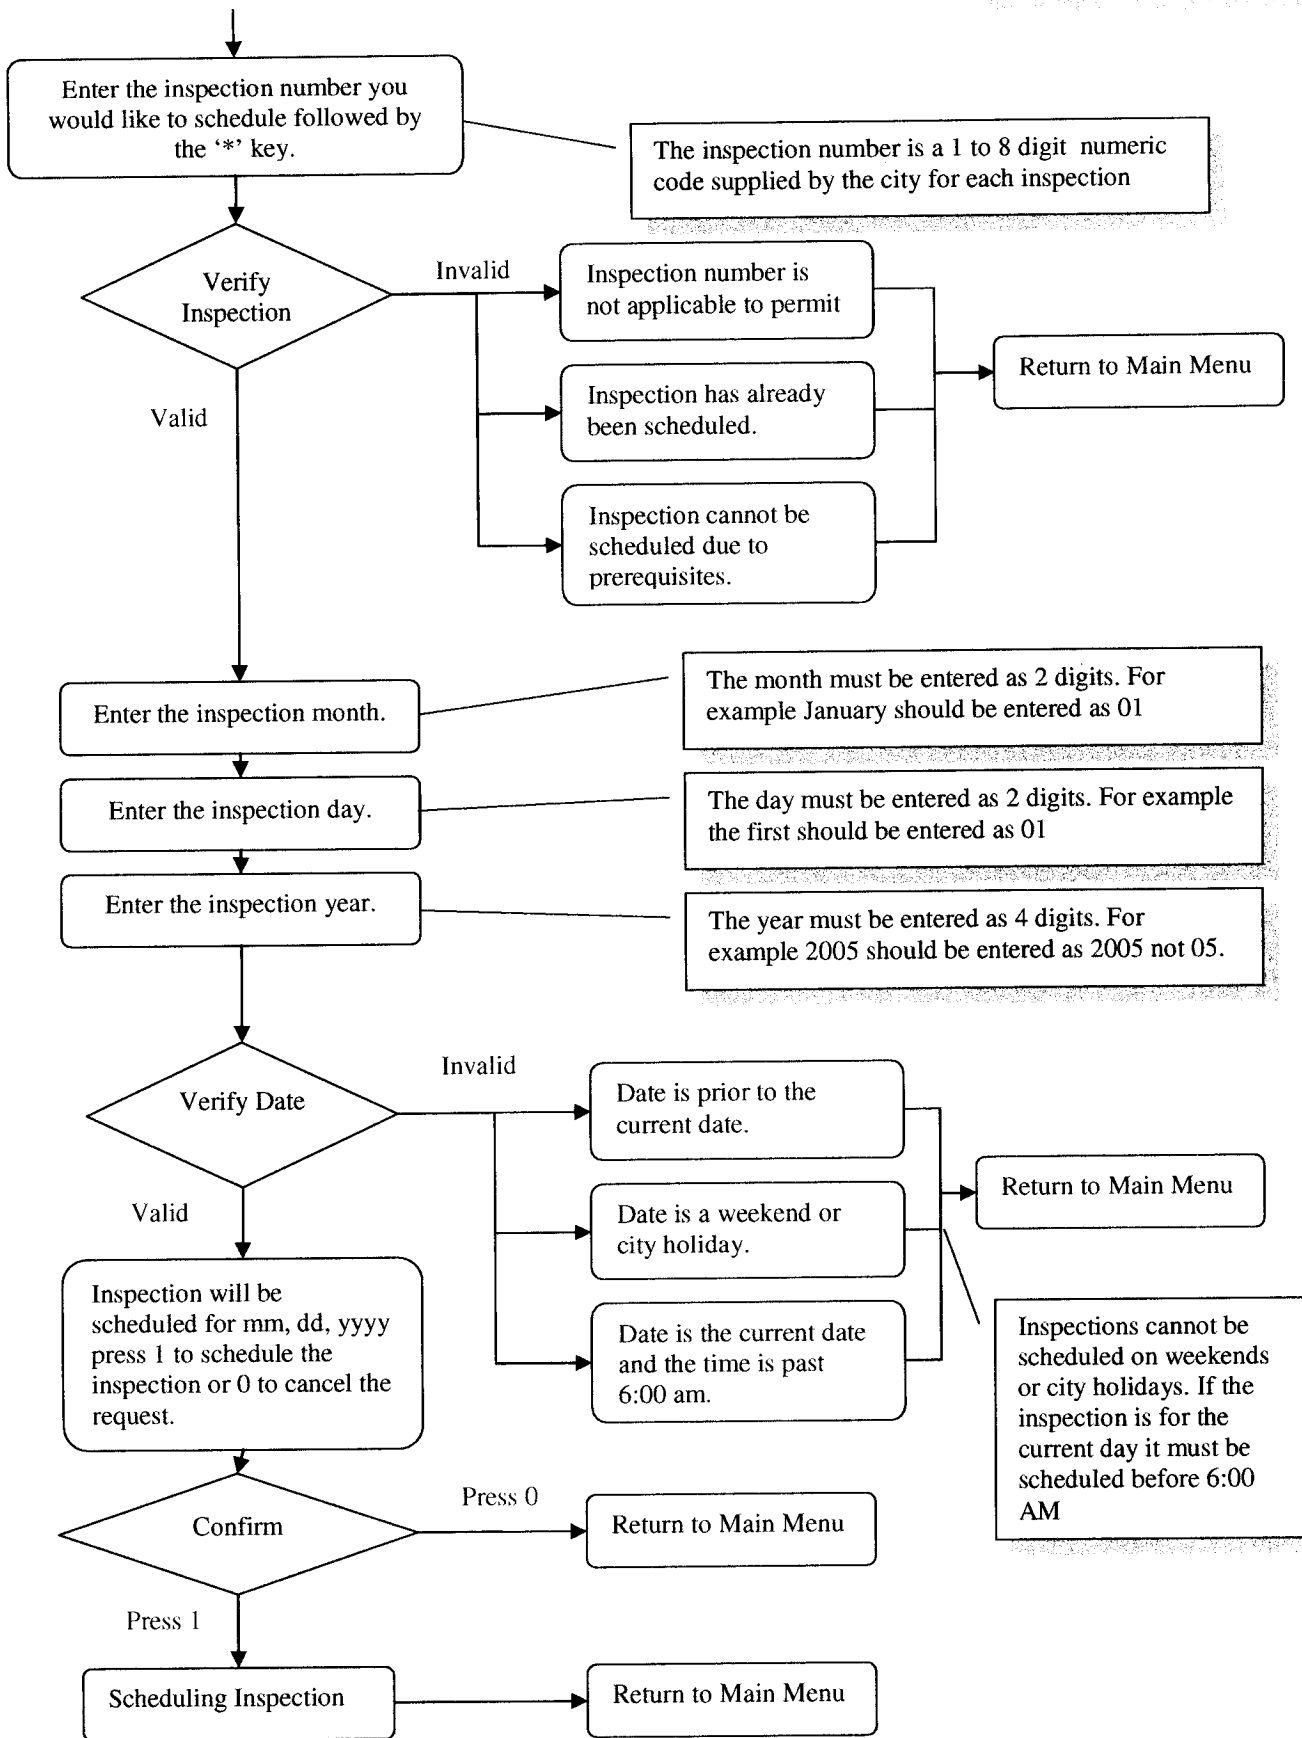 Enter the inspection number you
would like to schedule followed by
the ‘*’ key.
The inspection number is a 1 to 8 digit numeric
code supplied by the city for each inspection
Verify
Inspection
Invalid
Inspection number is
not applicable to permit
Return to Main Menu
Valid
Inspection has already
been scheduled.
Inspection cannot be
scheduled due to
prerequisites.
Enter the inspection month.
The month must be entered as 2 digits. For
example January should be entered as 01
Enter the inspection day.
The day must be entered as 2 digits. For example
the first should be entered as 01
Enter the inspection year.
The year must be entered as 4 digits. For
example 2005 should be entered as 2005 not 05.
Verify Date
Invalid
Date is prior to the
current date.
Return to Main Menu
Valid
Date is a weekend or
city holiday.
Inspection will be
scheduled for mm, dd, yyyy
press 1 to schedule the
inspection or 0 to cancel the
request.
Date is the current date
and the time is past
6:00 am.
Inspections cannot be
scheduled on weekends
or city holidays. If the
inspection is for the
current day it must be
scheduled before 6:00
AM
Confirm
Press 0
Return to Main Menu
Press 1
Scheduling Inspection
Return to Main Menu